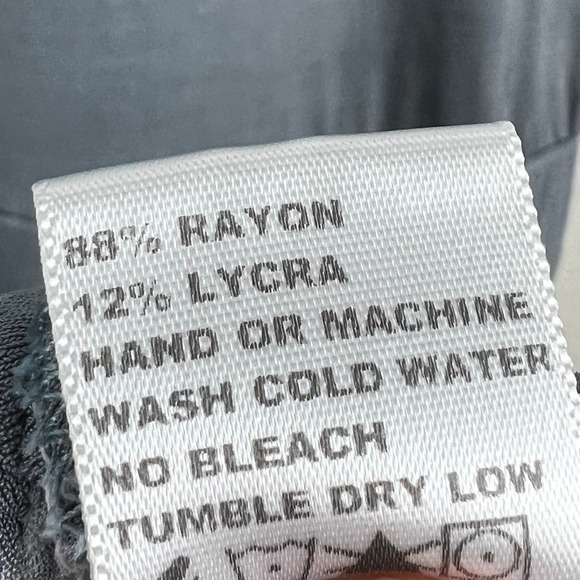 88% RAYON
12% LYCRA
HAND OR MACHINE
WASH COLD WATER
NO BLEACH
TUMBLE DRY LOW